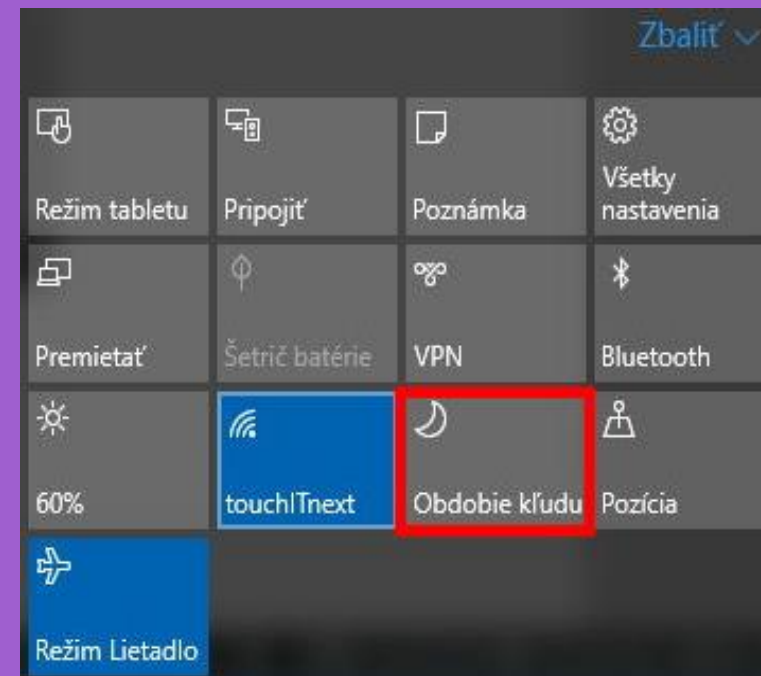 Zbaliť
Režim tabletu
Pripojiť
Poznámka
Všetky
nastavenia
Premietať
Šetrič batérie
VPN
Bluetooth
60%
touchITnext
Obdobie kľudu
Pozícia
Režim Lietadlo